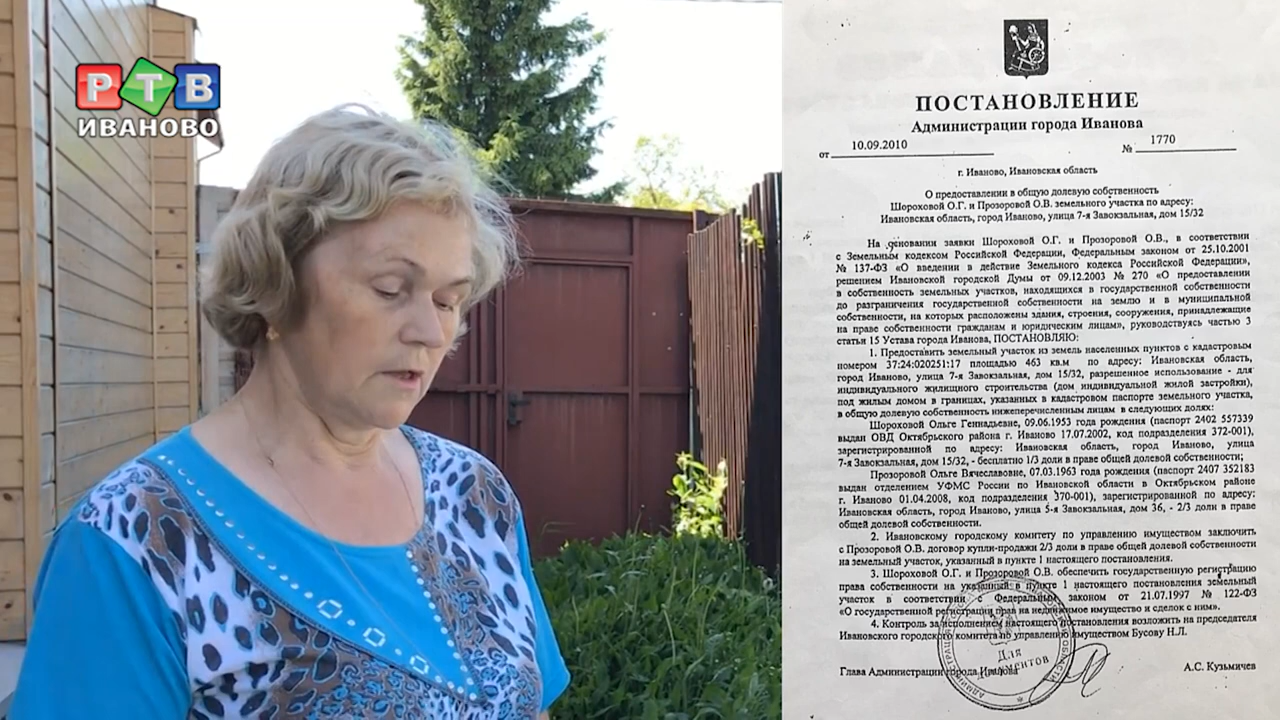 РТВ
ИВАНОВО
ПОСТАНОВЛЕНИЕ
Администрации города Иванова
от 10.09.2010 № 1770
г. Иваново, Ивановская область
О предоставлении в общую долевую собственность
Шороховой О.Г. и Прозоровой О.В. земельного участка по адресу:
Ивановская область, город Иваново, улица 7-я Завокзальная, дом 15/32
На основании заявки Шороховой О.Г. и Прозоровой О.В., в соответствии
с Земельным кодексом Российской Федерации, Федеральным законом от 25.10.2001
№ 137-ФЗ «О введении в действие Земельного кодекса Российской Федерации»,
решением Ивановской городской Думы от 09.12.2003 № 270 «О предоставлении
в собственность земельных участков, находящихся в государственной собственности
до разграничения государственной собственности на землю и в муниципальной
собственности, на которых расположены здания, строения, сооружения, принадлежащие
на праве собственности гражданам и юридическим лицам», руководствуясь частью 3
статьи 15 Устава города Иванова, ПОСТАНОВЛЯЮ:
1. Предоставить земельный участок из земель населенных пунктов с кадастровым
номером 37:24:020251:17 площадью 463 кв.м по адресу: Ивановская область,
город Иваново, улица 7-я Завокзальная, дом 15/32, разрешенное использование - для
индивидуального жилищного строительства (дом индивидуальной жилой застройки),
под жилым домом в границах, указанных в кадастровом паспорте земельного участка,
в общую долевую собственность нижеперечисленным лицам в следующих долях:
Шороховой Ольге Геннадьевне, 09.06.1953 года рождения (паспорт 2402 557339
выдан ОВД Октябрьского района г. Иваново 17.07.2002, код подразделения 372-001),
зарегистрированной по адресу: Ивановская область, город Иваново, улица
7-я Завокзальная, дом 15/32, - бесплатно 1/3 доли в праве общей долевой собственности;
Прозоровой Ольге Вячеславовне, 07.03.1963 года рождения (паспорт 2407 352183
выдан отделением УФМС России по Ивановской области в Октябрьском районе
г. Иваново 01.04.2008, код подразделения 370-001), зарегистрированной по адресу:
Ивановская область, город Иваново, улица 5-я Завокзальная, дом 36, - 2/3 доли в праве
общей долевой собственности.
2. Ивановскому городскому комитету по управлению имуществом заключить
с Прозоровой О.В. договор купли-продажи 2/3 доли в праве общей долевой собственности
на земельный участок, указанный в пункте 1 настоящего постановления.
3. Шороховой О.Г. и Прозоровой О.В. обеспечить государственную регистрацию
права собственности на указанный в пункте 1 настоящего постановления земельный
участок в соответствии с Федеральным законом от 21.07.1997 № 122-ФЗ
«О государственной регистрации прав на недвижимое имущество и сделок с ним».
4. Контроль за исполнением настоящего постановления возложить на председателя
Ивановского городского комитета по управлению имуществом Бусову Н.Л.
Для
документов
Глава Администрации города Иванова А.С. Кузьмичев